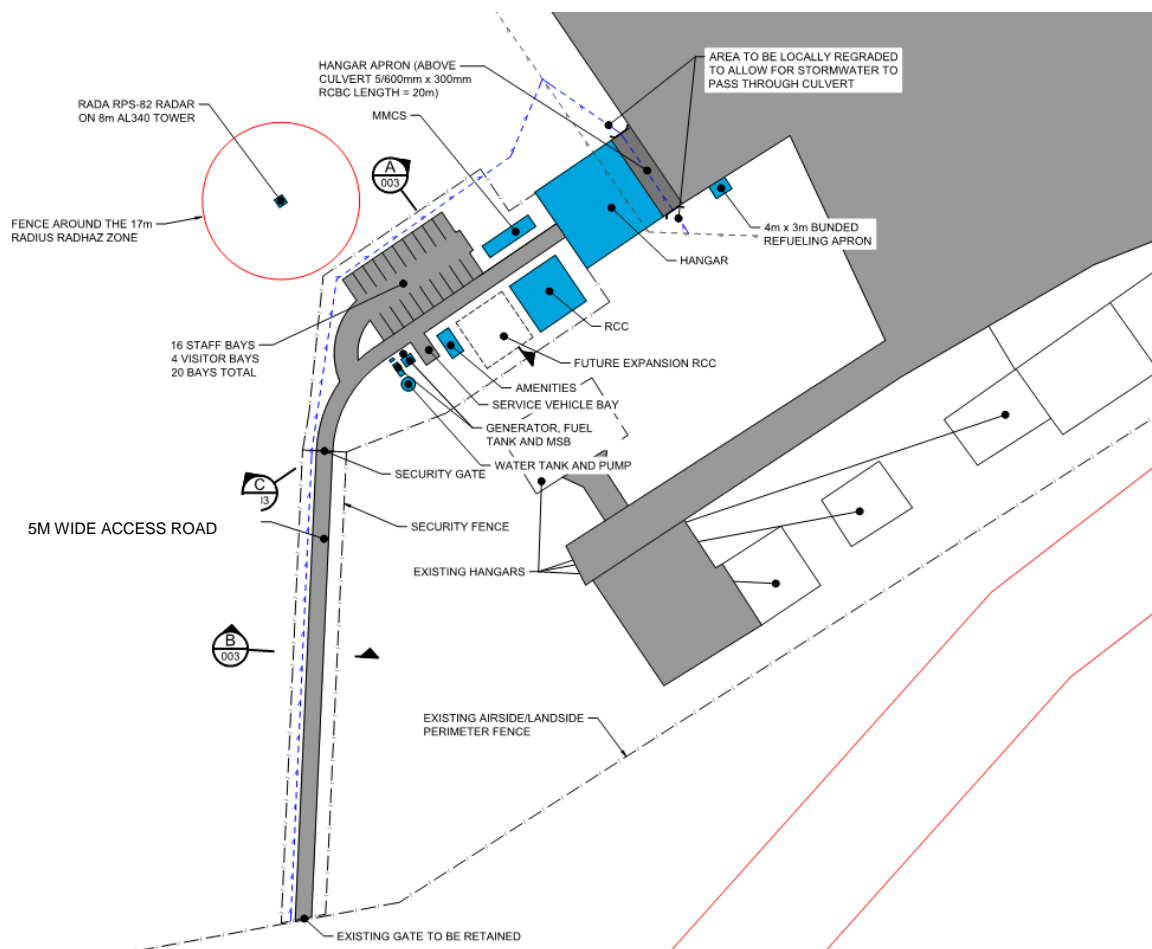 HANGAR APRON (ABOVE
CULVERT 5/600mm x 300mm
RCBC LENGTH = 20m)
AREA TO BE LOCALLY REGRADED
TO ALLOW FOR STORMWATER TO
PASS THROUGH CULVERT
RADA RPS-82 RADAR
ON 8m AL340 TOWER
MMCS
A
003
FENCE AROUND THE 17m
RADIUS RADHAZ ZONE
4m x 3m BUNDED
REFUELING APRON
HANGAR
RCC
16 STAFF BAYS
4 VISITOR BAYS
20 BAYS TOTAL
FUTURE EXPANSION RCC
AMENITIES
SERVICE VEHICLE BAY
GENERATOR, FUEL
TANK AND MSB
WATER TANK AND PUMP
SECURITY GATE
C
03
SECURITY FENCE
5M WIDE ACCESS ROAD
EXISTING HANGARS
B
003
EXISTING AIRSIDE/LANDSIDE
PERIMETER FENCE
EXISTING GATE TO BE RETAINED